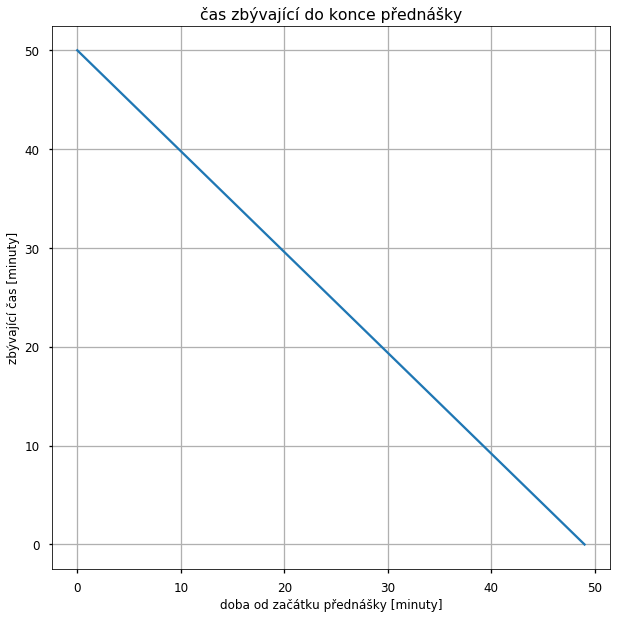 čas zbývající do konce přednášky
50
40
30
20
10
0
zbývající čas [minuty]
0 10 20 30 40 50
doba od začátku přednášky [minuty]